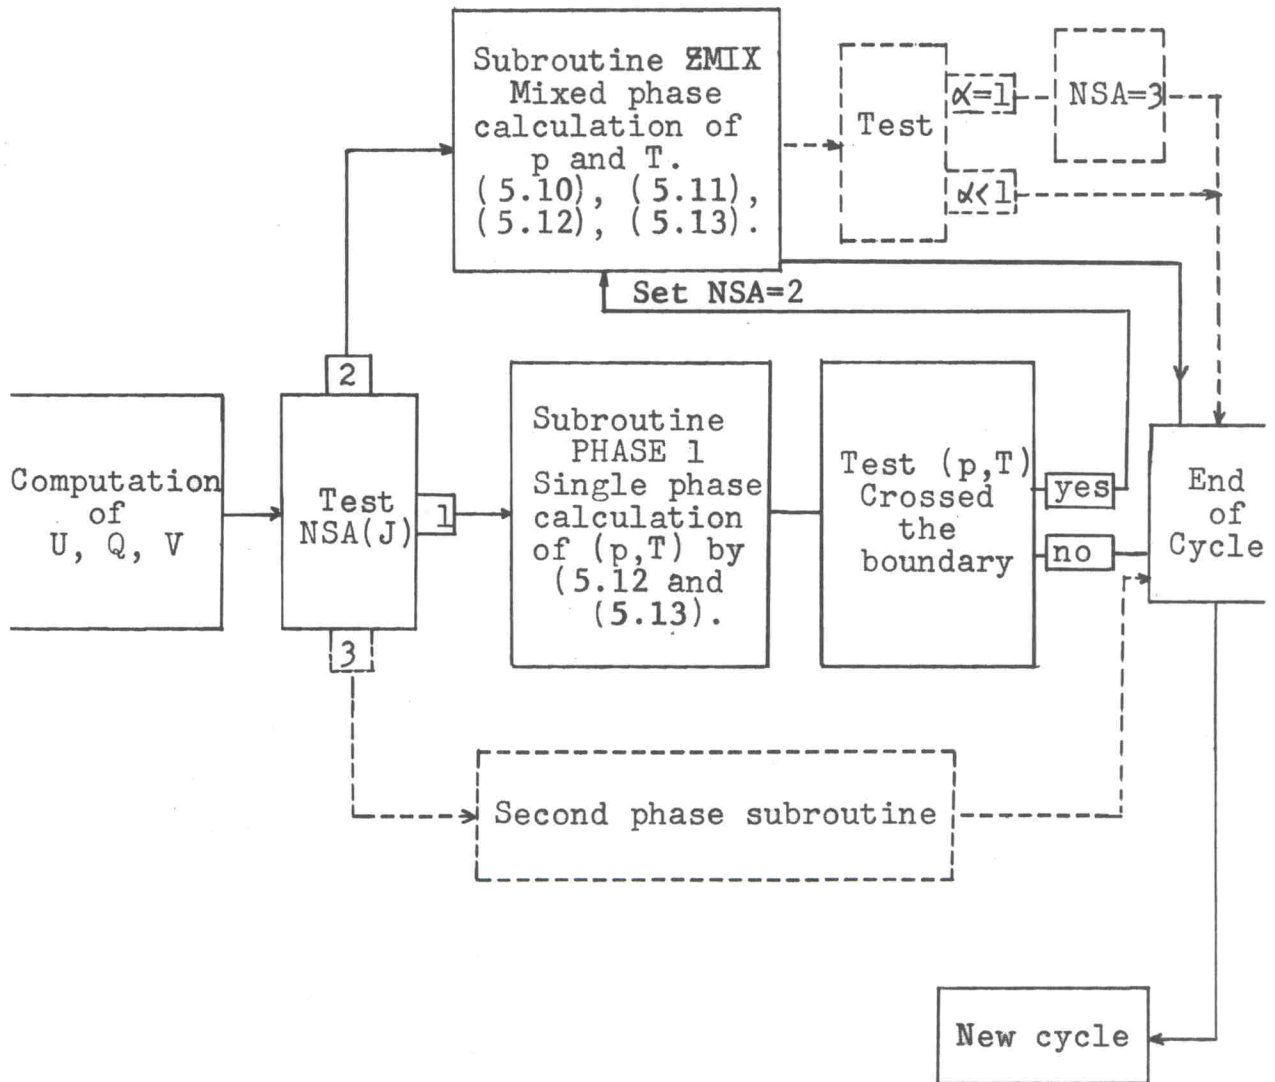 Subroutine ZMIX
Mixed phase
calculation of
p and T.
(5.10), (5.11),
(5.12), (5.13).
Test
α=1
α<1
NSA=3
Set NSA=2
2
Computation
of
U, Q, V
Test
NSA(J)
1
3
Subroutine
PHASE 1
Single phase
calculation
of (p,T) by
(5.12 and
(5.13).
Test (p,T)
Crossed
the
boundary
yes
no
End
of
Cycle
Second phase subroutine
New cycle